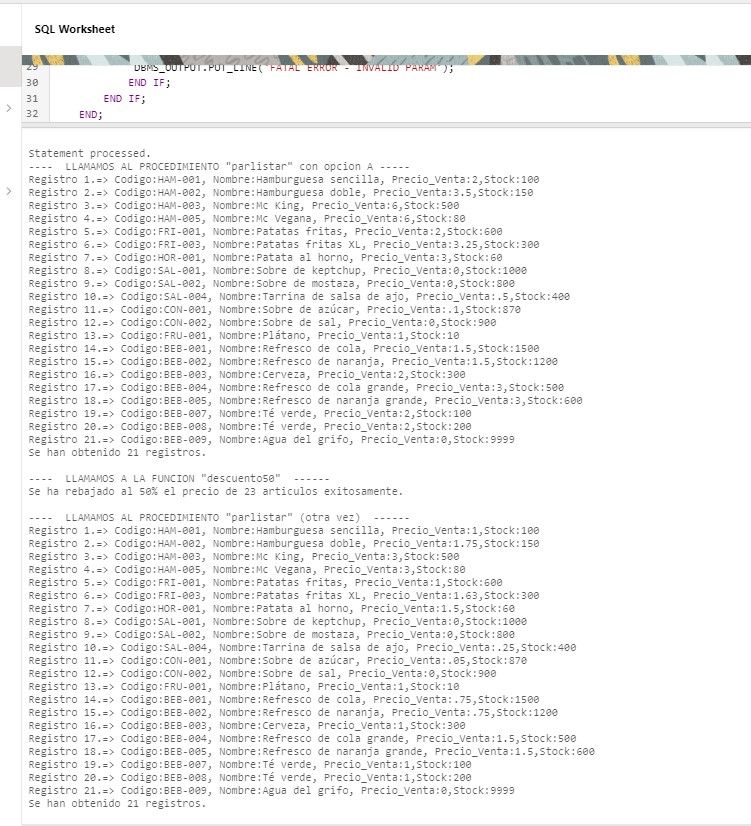 SQL Worksheet
29 DBMS_OUTPUT.PUT_LINE('FATAL ERROR - INVALID PARAM');
30 END IF;
31 END IF;
32 END;
Statement processed.
---- LLAMAMOS AL PROCEDIMIENTO "parlistar" con opcion A -----
Registro 1.=> Codigo:HAM-001, Nombre:Hamburguesa sencilla, Precio_Venta:2,Stock:100
Registro 2.=> Codigo:HAM-002, Nombre:Hamburguesa doble, Precio_Venta:3.5,Stock:150
Registro 3.=> Codigo:HAM-003, Nombre:Mc King, Precio_Venta:6,Stock:500
Registro 4.=> Codigo:HAM-005, Nombre:Mc Vegana, Precio_Venta:6,Stock:80
Registro 5.=> Codigo:FRI-001, Nombre:Patatas fritas, Precio_Venta:2,Stock:600
Registro 6.=> Codigo:FRI-003, Nombre:Patatas fritas XL, Precio_Venta:3.25,Stock:300
Registro 7.=> Codigo:HOR-001, Nombre:Patata al horno, Precio_Venta:3,Stock:60
Registro 8.=> Codigo:SAL-001, Nombre:Sobre de keptchup, Precio_Venta:0,Stock:1000
Registro 9.=> Codigo:SAL-002, Nombre:Sobre de mostaza, Precio_Venta:0,Stock:800
Registro 10.=> Codigo:SAL-004, Nombre:Tarrina de salsa de ajo, Precio_Venta:.5,Stock:400
Registro 11.=> Codigo:CON-001, Nombre:Sobre de azúcar, Precio_Venta:.1,Stock:870
Registro 12.=> Codigo:CON-002, Nombre:Sobre de sal, Precio_Venta:0,Stock:900
Registro 13.=> Codigo:FRU-001, Nombre:Plátano, Precio_Venta:1,Stock:10
Registro 14.=> Codigo:BEB-001, Nombre:Refresco de cola, Precio_Venta:1.5,Stock:1500
Registro 15.=> Codigo:BEB-002, Nombre:Refresco de naranja, Precio_Venta:1.5,Stock:1200
Registro 16.=> Codigo:BEB-003, Nombre:Cerveza, Precio_Venta:2,Stock:300
Registro 17.=> Codigo:BEB-004, Nombre:Refresco de cola grande, Precio_Venta:3,Stock:500
Registro 18.=> Codigo:BEB-005, Nombre:Refresco de naranja grande, Precio_Venta:3,Stock:600
Registro 19.=> Codigo:BEB-007, Nombre:Té verde, Precio_Venta:2,Stock:100
Registro 20.=> Codigo:BEB-008, Nombre:Té verde, Precio_Venta:2,Stock:200
Registro 21.=> Codigo:BEB-009, Nombre:Agua del grifo, Precio_Venta:0,Stock:9999
Se han obtenido 21 registros.
---- LLAMAMOS A LA FUNCION "descuento50" ------
Se ha rebajado al 50% el precio de 23 articulos exitosamente.
---- LLAMAMOS AL PROCEDIMIENTO "parlistar" (otra vez) ------
Registro 1.=> Codigo:HAM-001, Nombre:Hamburguesa sencilla, Precio_Venta:1,Stock:100
Registro 2.=> Codigo:HAM-002, Nombre:Hamburguesa doble, Precio_Venta:1.75,Stock:150
Registro 3.=> Codigo:HAM-003, Nombre:Mc King, Precio_Venta:3,Stock:500
Registro 4.=> Codigo:HAM-005, Nombre:Mc Vegana, Precio_Venta:3,Stock:80
Registro 5.=> Codigo:FRI-001, Nombre:Patatas fritas, Precio_Venta:1,Stock:600
Registro 6.=> Codigo:FRI-003, Nombre:Patatas fritas XL, Precio_Venta:1.63,Stock:300
Registro 7.=> Codigo:HOR-001, Nombre:Patata al horno, Precio_Venta:1.5,Stock:60
Registro 8.=> Codigo:SAL-001, Nombre:Sobre de keptchup, Precio_Venta:0,Stock:1000
Registro 9.=> Codigo:SAL-002, Nombre:Sobre de mostaza, Precio_Venta:0,Stock:800
Registro 10.=> Codigo:SAL-004, Nombre:Tarrina de salsa de ajo, Precio_Venta:.25,Stock:400
Registro 11.=> Codigo:CON-001, Nombre:Sobre de azúcar, Precio_Venta:.05,Stock:870
Registro 12.=> Codigo:CON-002, Nombre:Sobre de sal, Precio_Venta:0,Stock:900
Registro 13.=> Codigo:FRU-001, Nombre:Plátano, Precio_Venta:1,Stock:10
Registro 14.=> Codigo:BEB-001, Nombre:Refresco de cola, Precio_Venta:.75,Stock:1500
Registro 15.=> Codigo:BEB-002, Nombre:Refresco de naranja, Precio_Venta:.75,Stock:1200
Registro 16.=> Codigo:BEB-003, Nombre:Cerveza, Precio_Venta:1,Stock:300
Registro 17.=> Codigo:BEB-004, Nombre:Refresco de cola grande, Precio_Venta:1.5,Stock:500
Registro 18.=> Codigo:BEB-005, Nombre:Refresco de naranja grande, Precio_Venta:1.5,Stock:600
Registro 19.=> Codigo:BEB-007, Nombre:Té verde, Precio_Venta:1,Stock:100
Registro 20.=> Codigo:BEB-008, Nombre:Té verde, Precio_Venta:1,Stock:200
Registro 21.=> Codigo:BEB-009, Nombre:Agua del grifo, Precio_Venta:0,Stock:9999
Se han obtenido 21 registros.